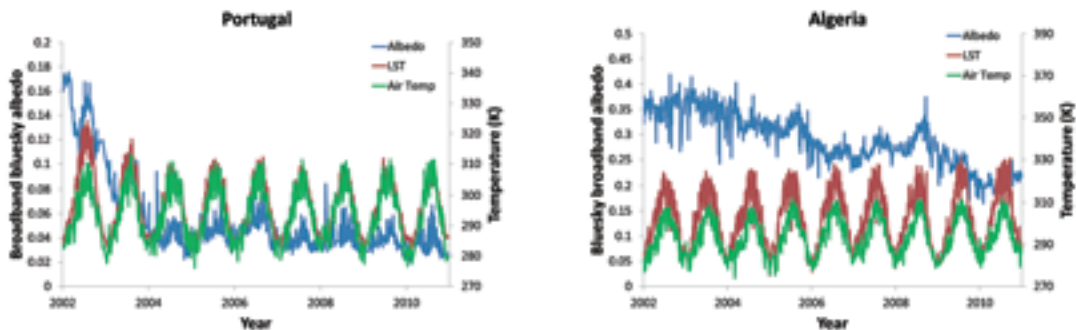 Portugal
Broadband bluesky albedo
0.2
0.18
0.16
0.14
0.12
0.1
0.08
0.06
0.04
0.02
0
Albedo
LST
Air Temp
350
340
330
320
310
300
290
280
270
Temperature (K)
2002 2004 2006 2008 2010
Year
Algeria
Bluesky broadband albedo
0.5
0.45
0.4
0.35
0.3
0.25
0.2
0.15
0.1
0.05
0
Albedo
LST
Air Temp
390
370
350
330
310
290
270
Temperature (K)
2002 2004 2006 2008 2010
Year